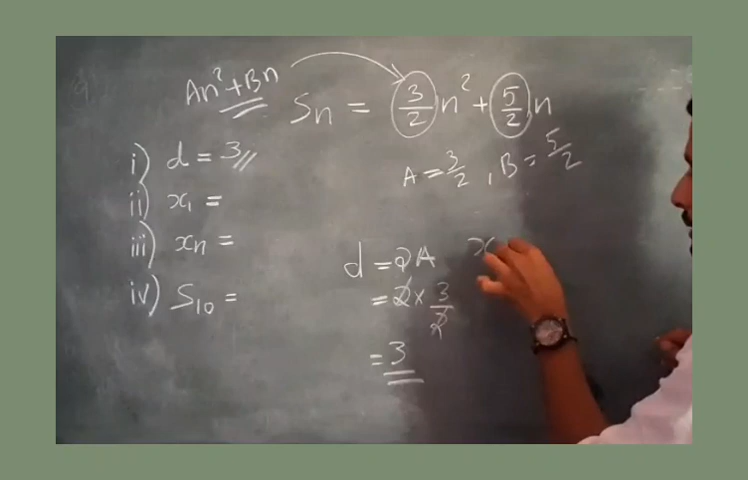 An² + Bn
Sn = 3/2 n² + 5/2 n
A = 3/2, B = 5/2
i) d = 3
ii) x₁ =
iii) xn =
iv) S₁₀ =
d = 2A
= 2 × 3/2
= 3
x